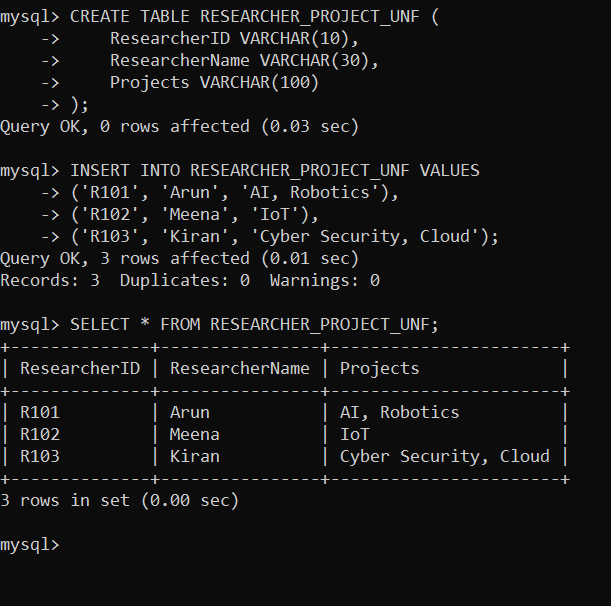 mysql> CREATE TABLE RESEARCHER_PROJECT_UNF (
    ->     ResearcherID VARCHAR(10),
    ->     ResearcherName VARCHAR(30),
    ->     Projects VARCHAR(100)
    -> );
Query OK, 0 rows affected (0.03 sec)

mysql> INSERT INTO RESEARCHER_PROJECT_UNF VALUES
    -> ('R101', 'Arun', 'AI, Robotics'),
    -> ('R102', 'Meena', 'IoT'),
    -> ('R103', 'Kiran', 'Cyber Security, Cloud');
Query OK, 3 rows affected (0.01 sec)
Records: 3  Duplicates: 0  Warnings: 0

mysql> SELECT * FROM RESEARCHER_PROJECT_UNF;
+--------------+----------------+-----------------------+
| ResearcherID | ResearcherName | Projects              |
+--------------+----------------+-----------------------+
| R101         | Arun           | AI, Robotics          |
| R102         | Meena          | IoT                   |
| R103         | Kiran          | Cyber Security, Cloud |
+--------------+----------------+-----------------------+
3 rows in set (0.00 sec)

mysql>